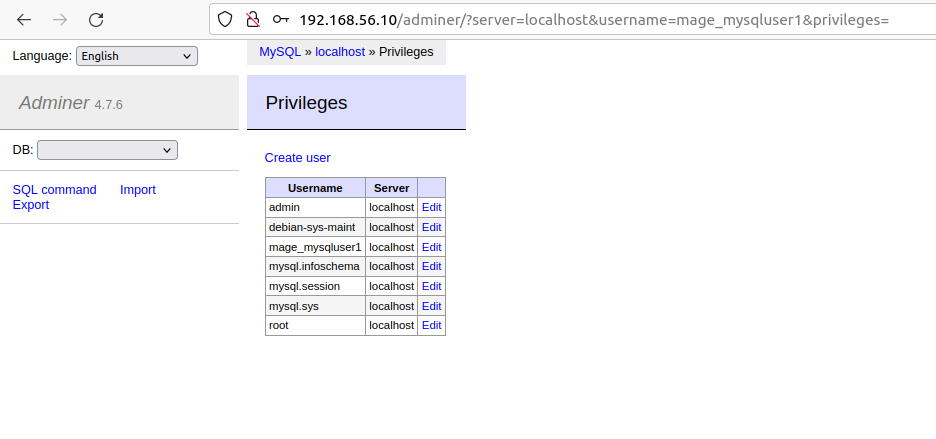 192.168.56.10/adminer/?server=localhost&username=mage_mysqluser1&privileges=
Language: English
MySQL » localhost » Privileges
Adminer 4.7.6
Privileges
DB:
SQL command Import
Export
Create user
Username Server
admin localhost Edit
debian-sys-maint localhost Edit
mage_mysqluser1 localhost Edit
mysql.infoschema localhost Edit
mysql.session localhost Edit
mysql.sys localhost Edit
root localhost Edit